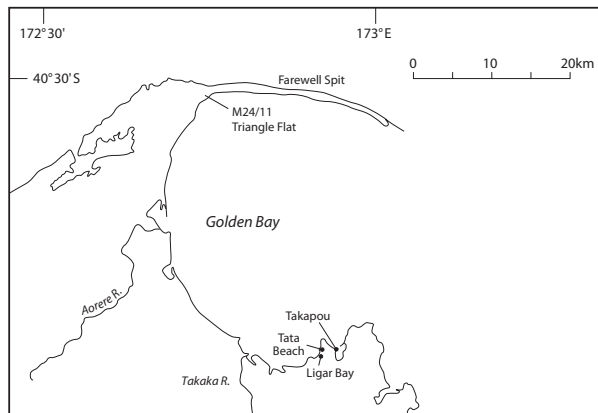 172°30'
173°E
40°30'S
0 10 20km
Farewell Spit
M24/11
Triangle Flat
Golden Bay
Aorere R.
Takapou
Tata
Beach
Ligar Bay
Takaka R.